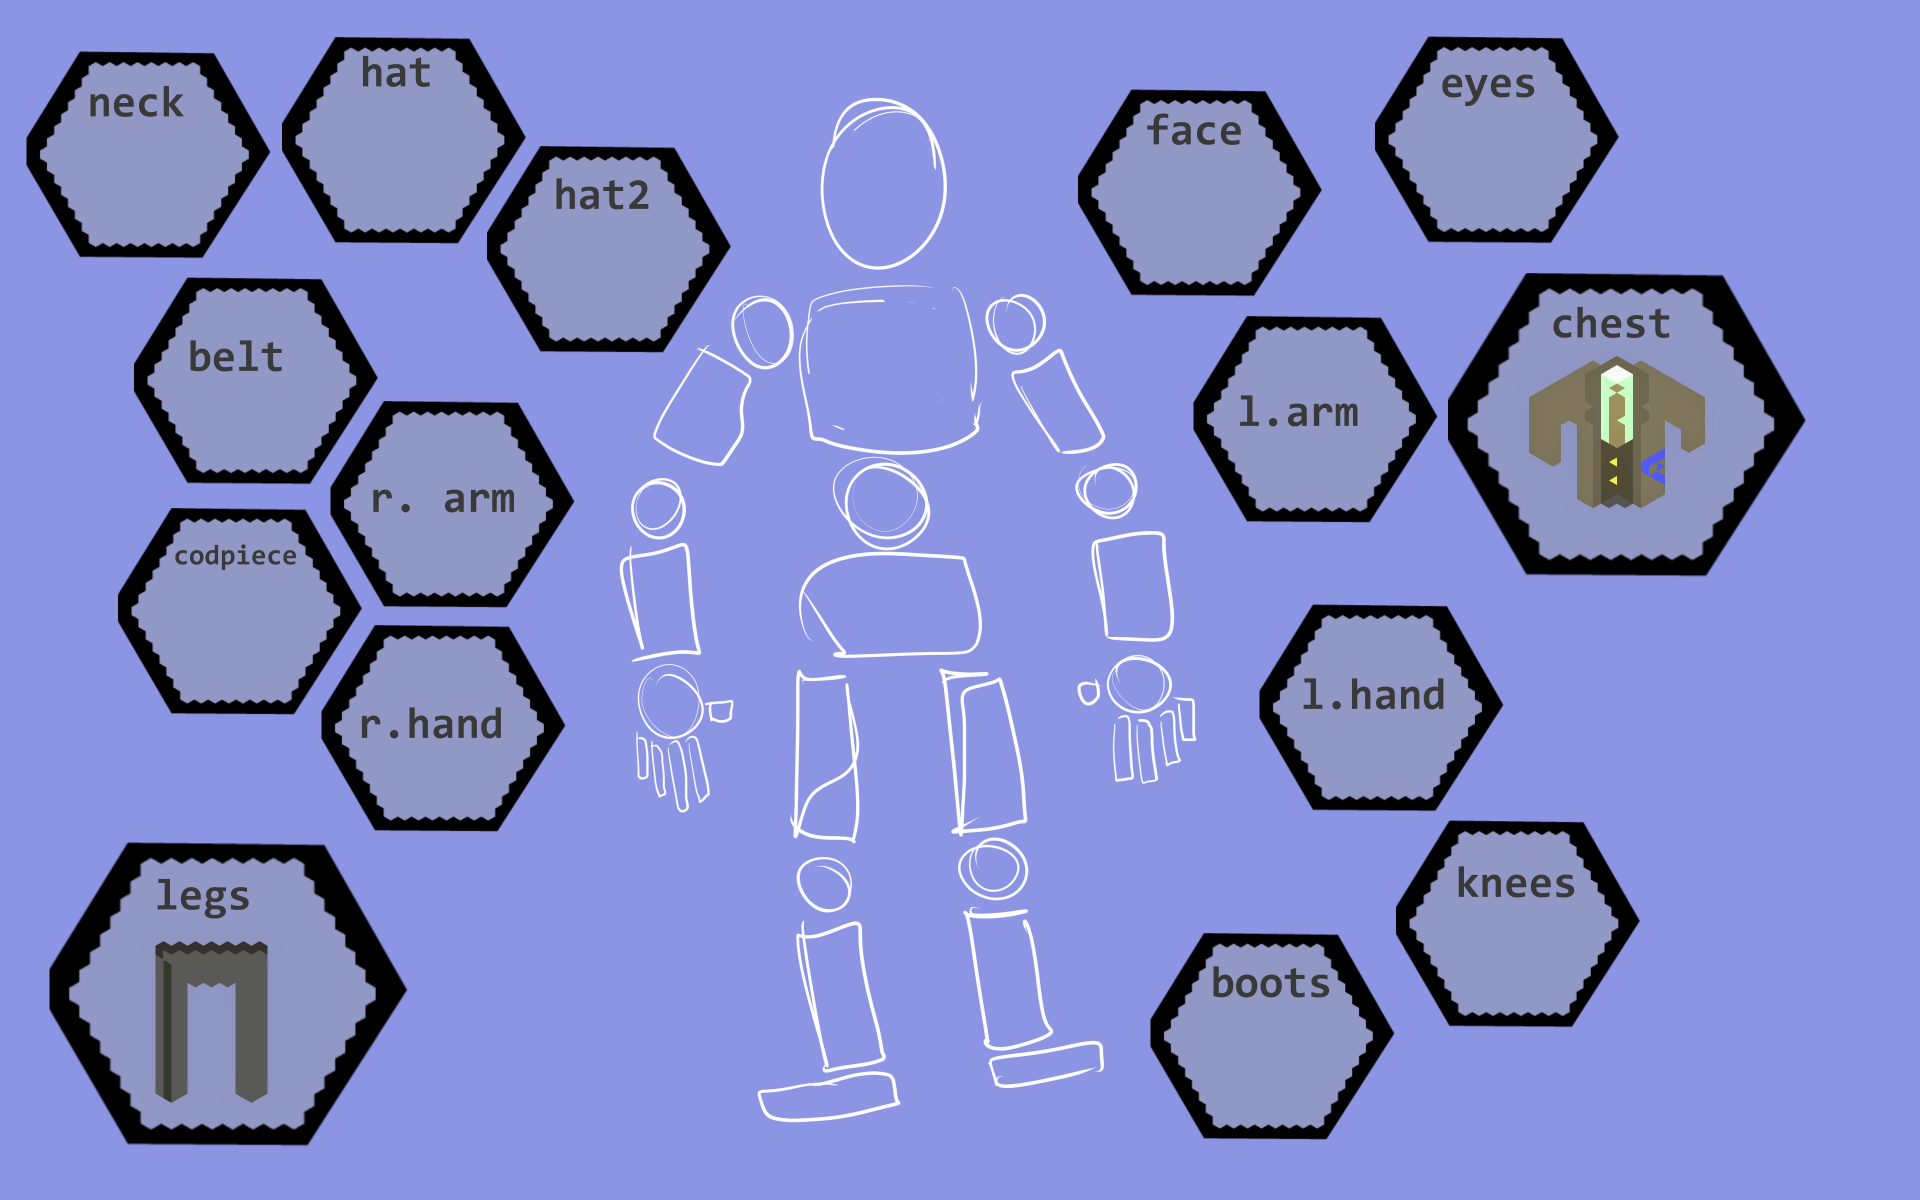 neck
hat
hat2
face
eyes
belt
chest
l.arm
r. arm
codpiece
l.hand
r.hand
legs
knees
boots